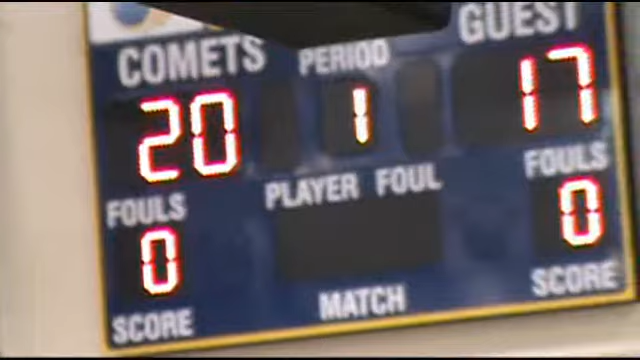 COMETS PERIOD GUEST
20 1 17
FOULS PLAYER FOUL FOULS
0 0
SCORE MATCH SCORE